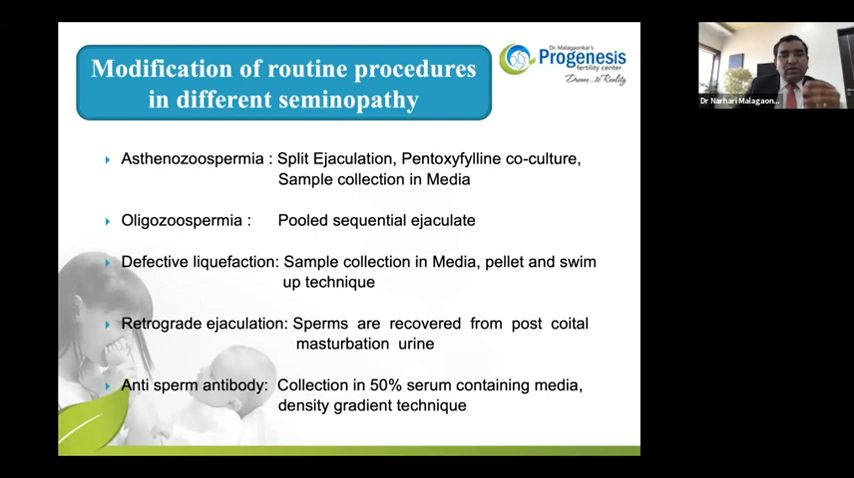 Modification of routine procedures
in different seminopathy
Dr. Malagaonkar's
Progenesis
fertility center
Dream...to Reality
Dr Narhari Malagaon...
Asthenozoospermia : Split Ejaculation, Pentoxyfylline co-culture,
Sample collection in Media
Oligozoospermia : Pooled sequential ejaculate
Defective liquefaction: Sample collection in Media, pellet and swim
up technique
Retrograde ejaculation: Sperms are recovered from post coital
masturbation urine
Anti sperm antibody: Collection in 50% serum containing media,
density gradient technique